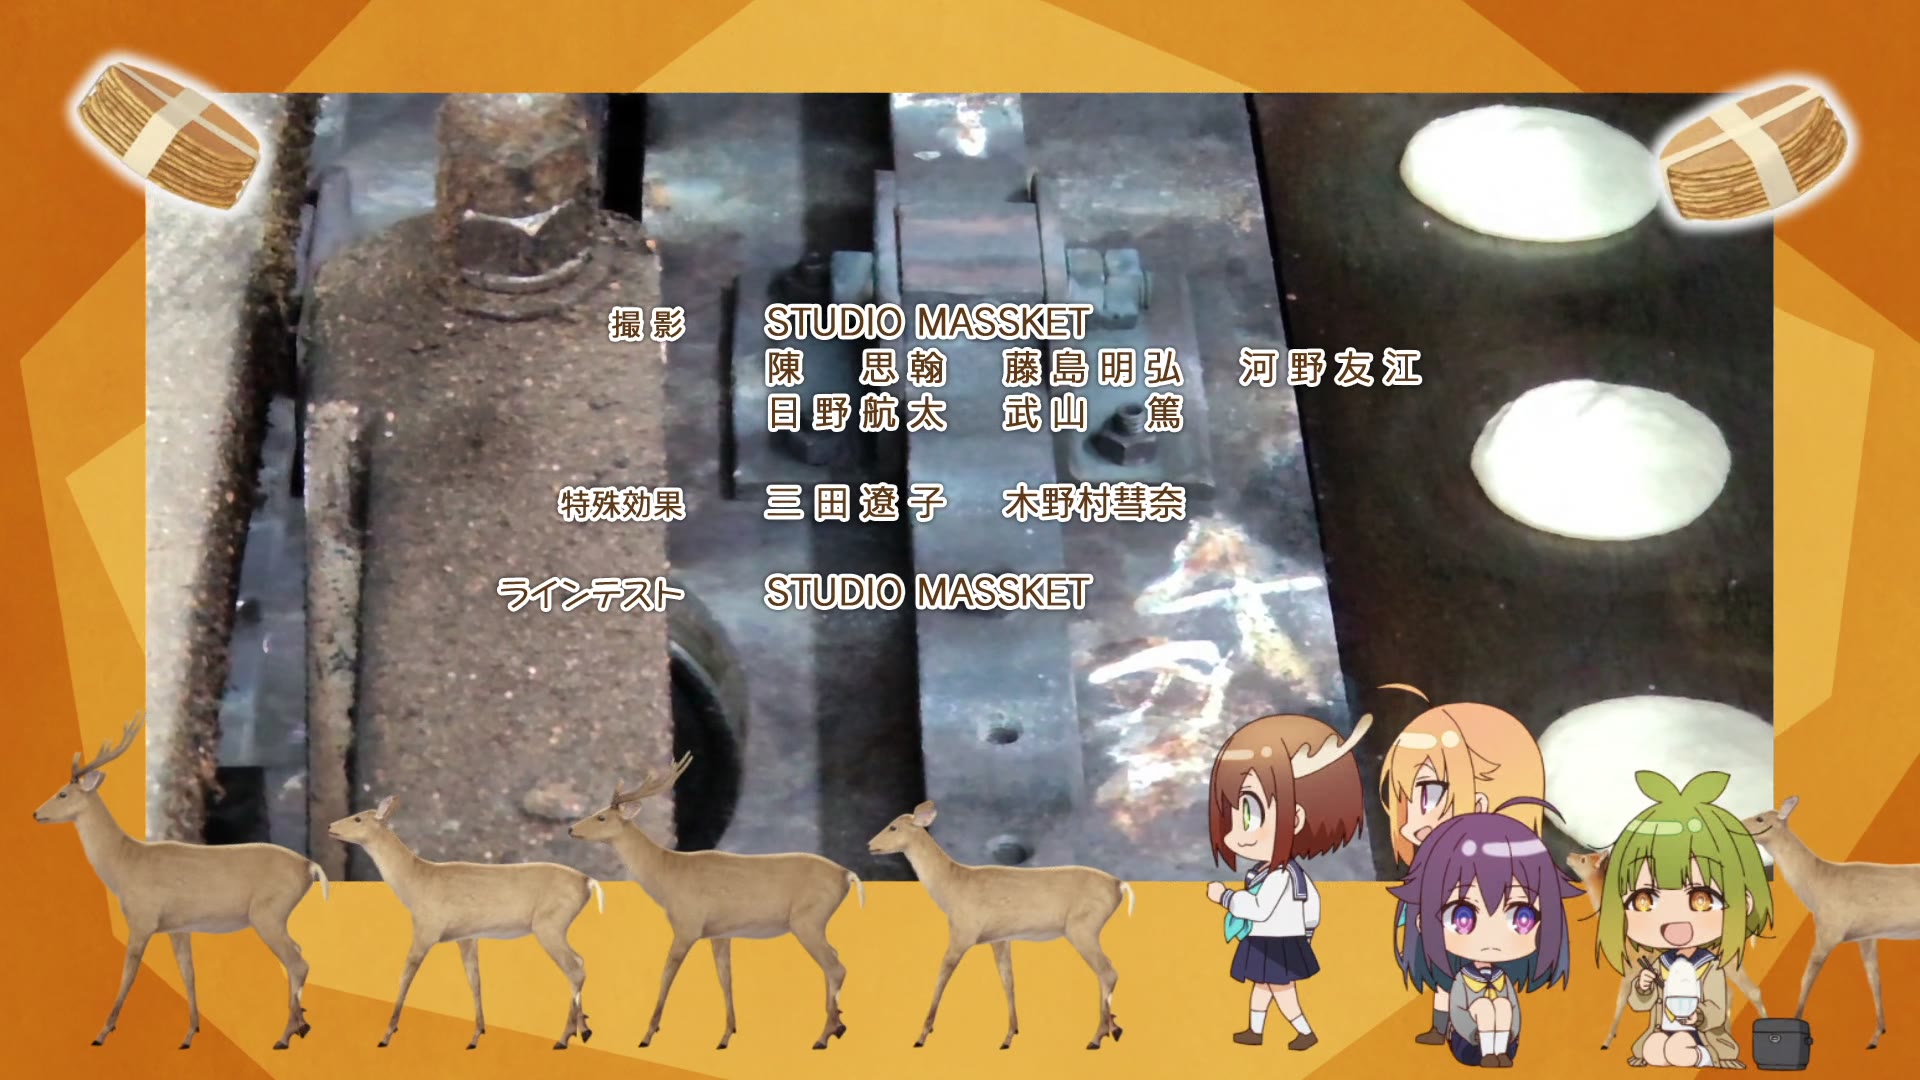 撮影 STUDIO MASSKET
陳 思翰 藤島明弘 河野友江
日野航太 武山 篤
特殊効果 三田遼子 木野村彗奈
ラインテスト STUDIO MASSKET